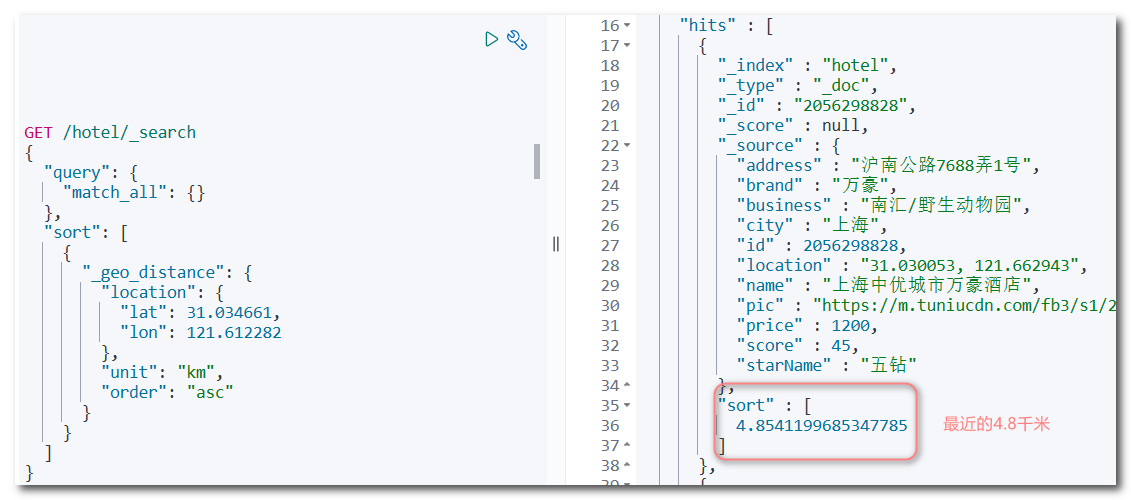 GET /hotel/_search
{
  "query": {
    "match_all": {}
  },
  "sort": [
    {
      "_geo_distance": {
        "location": {
          "lat": 31.034661,
          "lon": 121.612282
        },
        "unit": "km",
        "order": "asc"
      }
    }
  ]
}
16 "hits" : [
17 {
18 "_index" : "hotel",
19 "_type" : "_doc",
20 "_id" : "2056298828",
21 "_score" : null,
22 "_source" : {
23 "address" : "沪南公路7688弄1号",
24 "brand" : "万豪",
25 "business" : "南汇/野生动物园",
26 "city" : "上海",
27 "id" : 2056298828,
28 "location" : "31.030053, 121.662943",
29 "name" : "上海中优城市万豪酒店",
30 "pic" : "https://m.tuniucdn.com/fb3/s1/2
31 "price" : 1200,
32 "score" : 45,
33 "starName" : "五钻"
34 },
35 "sort" : [
36 4.8541199685347785
37 ]
38 },
39 {
最近的4.8千米